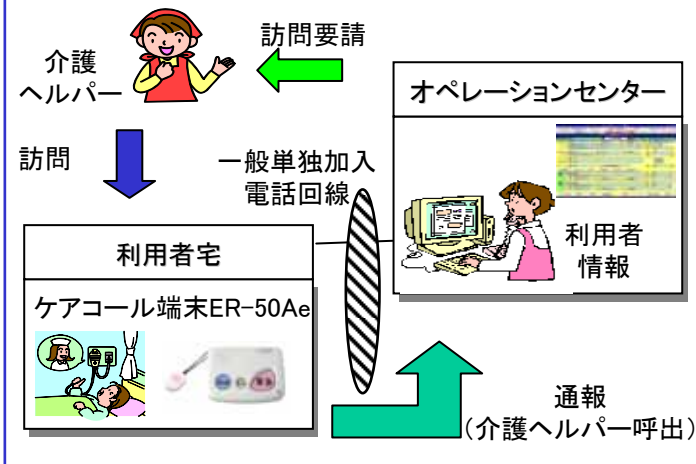 訪問要請
介護
ヘルパー
オペレーションセンター
訪問
一般単独加入
電話回線
利用者
情報
利用者宅
ケアコール端末ER-50Ae
通報
(介護ヘルパー呼出)